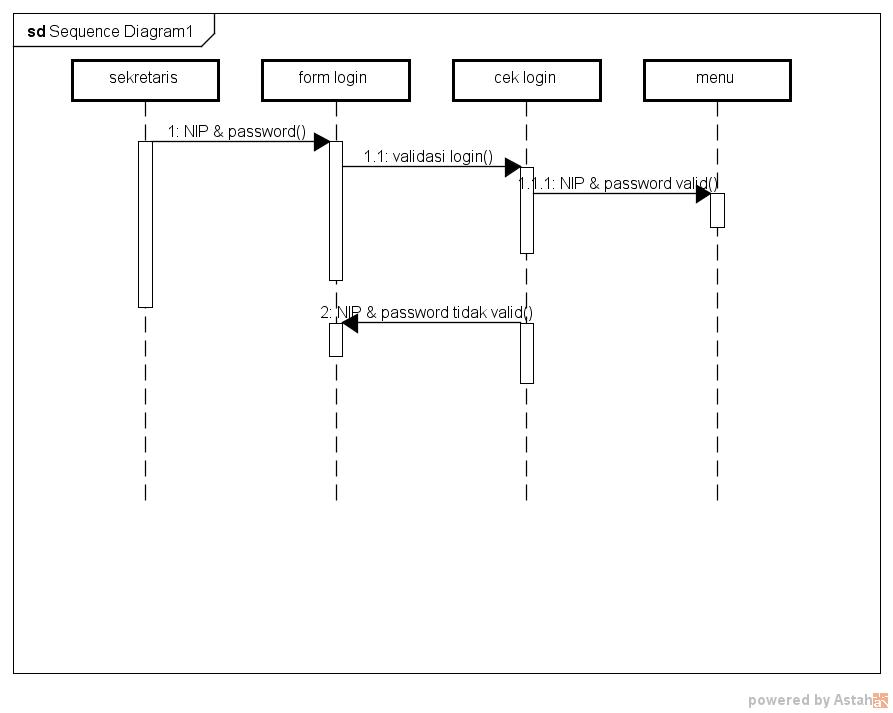 sd Sequence Diagram1
sekretaris
form login
cek login
menu
1: NIP & password()
1.1: validasi login()
1.1.1: NIP & password valid()
2: NIP & password tidak valid()
powered by Astah